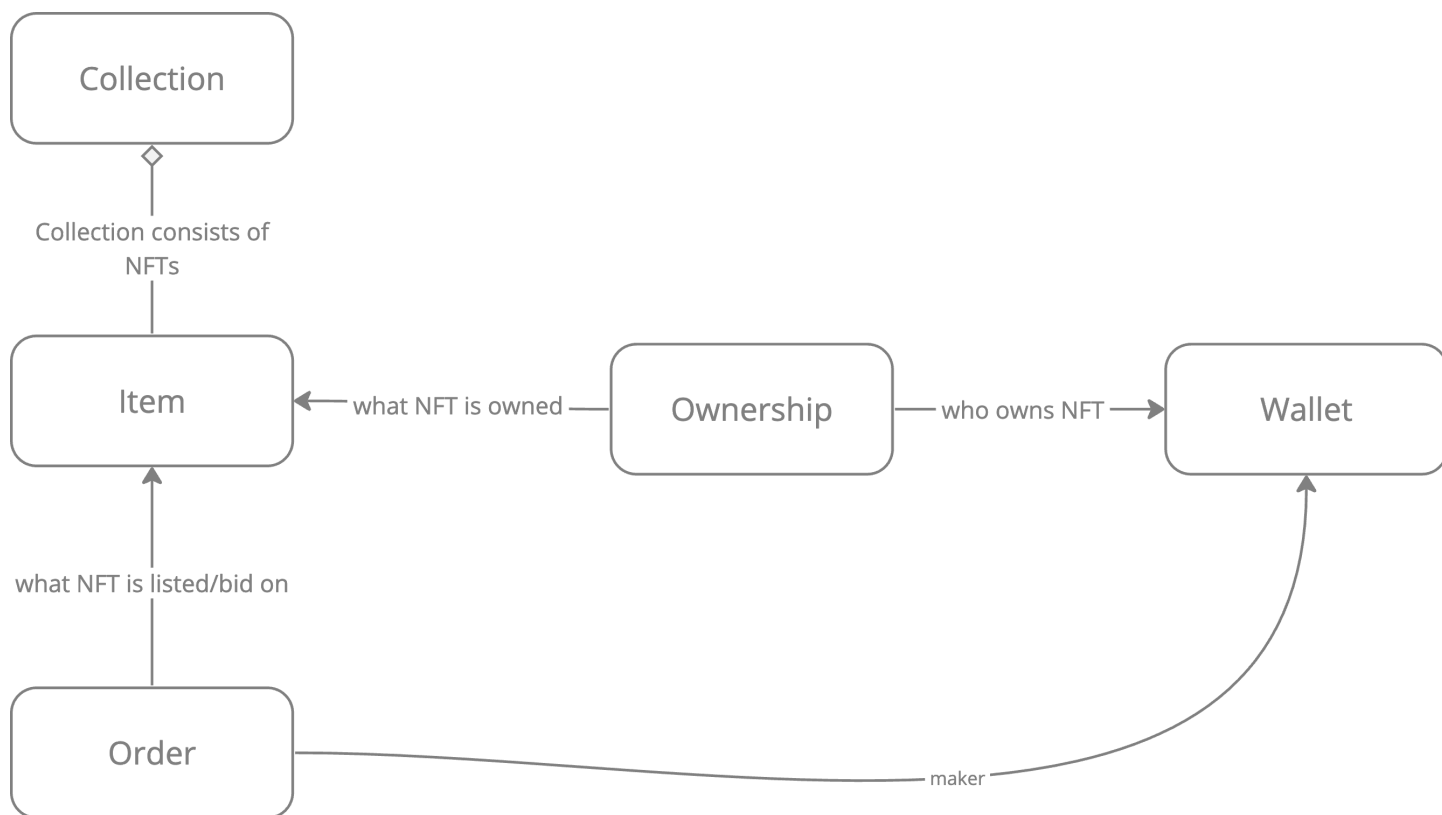 Collection
Collection consists of
NFTs
Item
what NFT is owned
Ownership
who owns NFT
Wallet
what NFT is listed/bid on
Order
maker